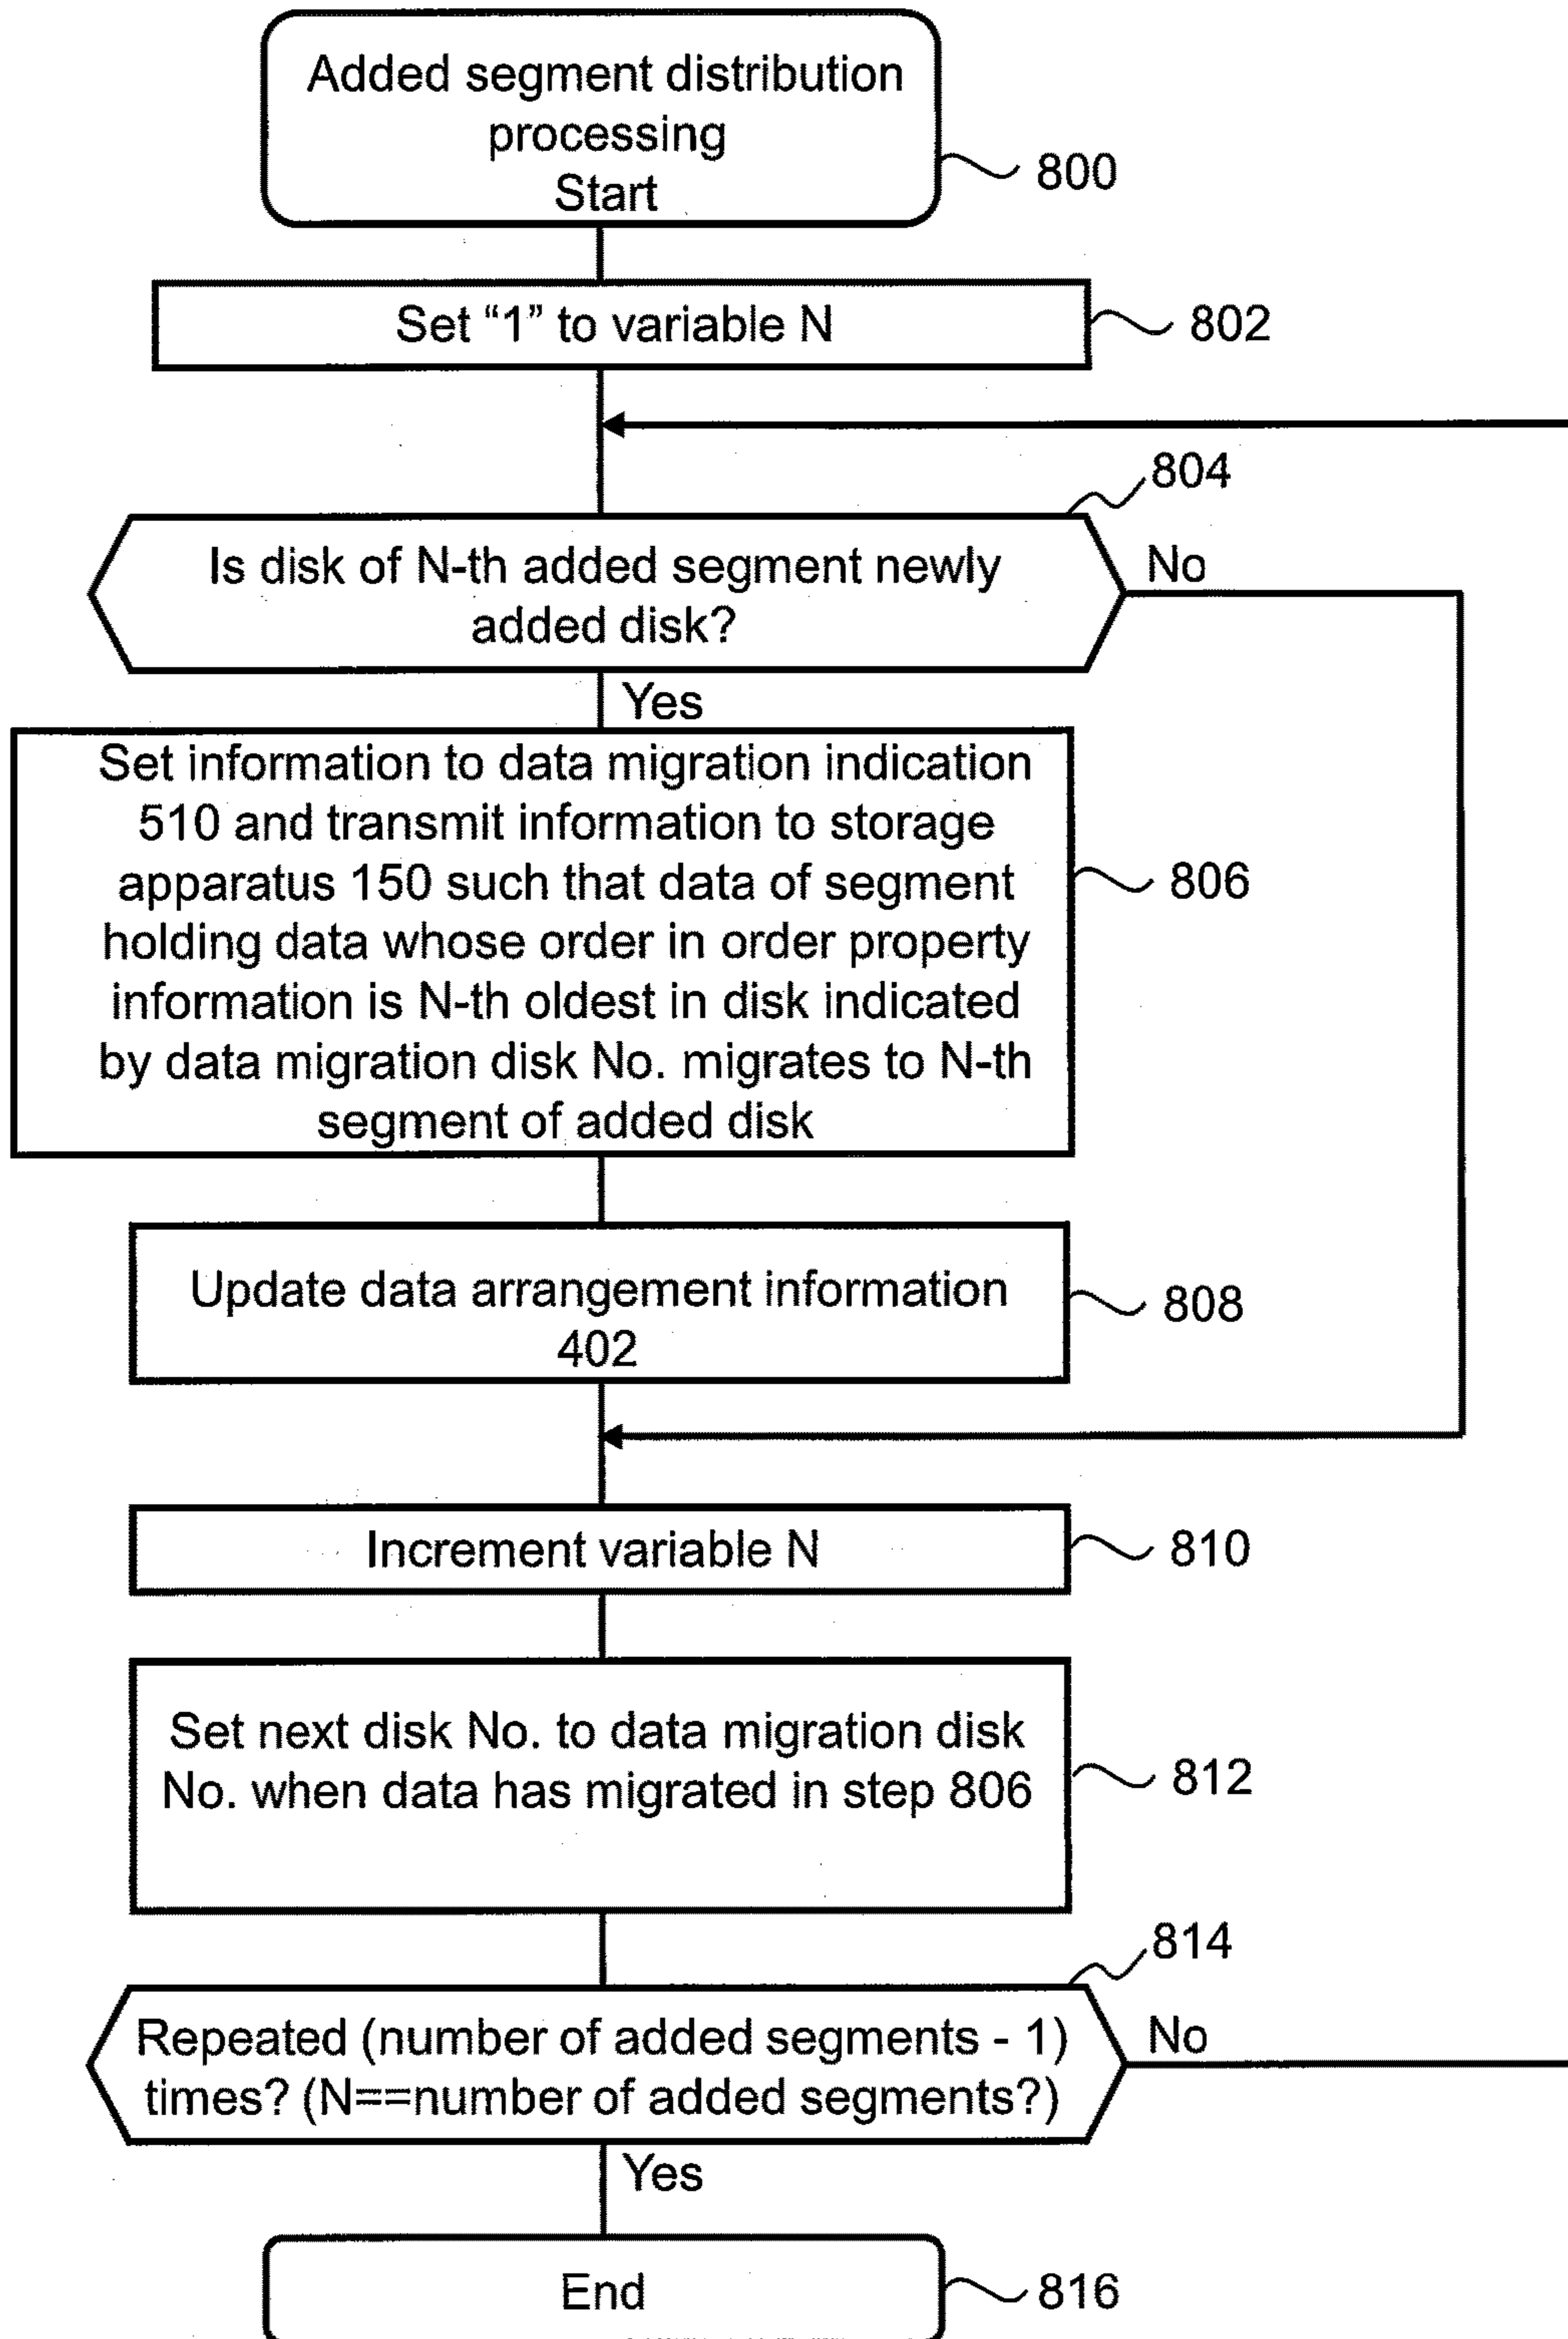 Added segment distribution
processing
Start
800
Set “1” to variable N
802
804
Is disk of N-th added segment newly
added disk?
No
Yes
Set information to data migration indication
510 and transmit information to storage
apparatus 150 such that data of segment
holding data whose order in order property
information is N-th oldest in disk indicated
by data migration disk No. migrates to N-th
segment of added disk
806
Update data arrangement information
402
808
Increment variable N
810
Set next disk No. to data migration disk
No. when data has migrated in step 806
812
814
Repeated (number of added segments - 1)
times? (N==number of added segments?)
No
Yes
End
816